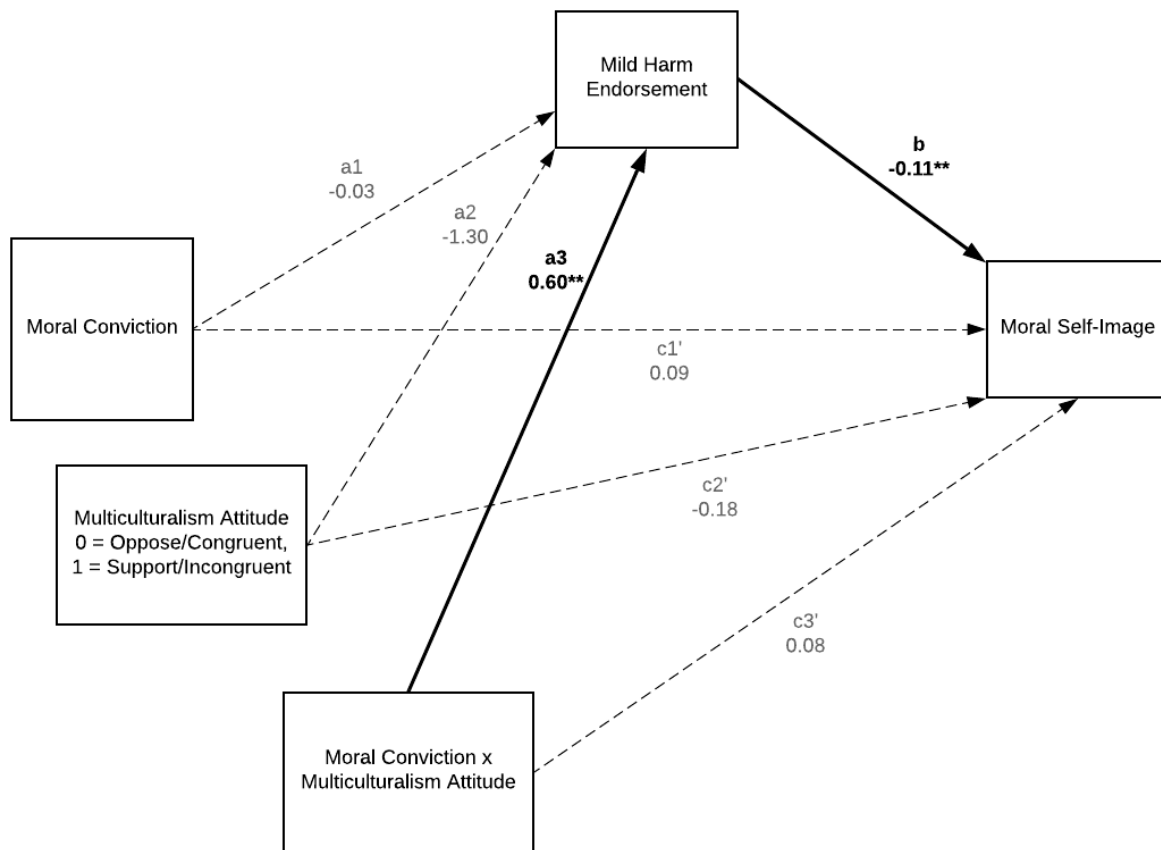 Mild Harm
Endorsement
b
-0.11**
a1
-0.03
a2
-1.30
a3
0.60**
Moral Conviction
Moral Self-Image
c1'
0.09
Multiculturalism Attitude
0 = Oppose/Congruent,
1 = Support/Incongruent
c2'
-0.18
c3'
0.08
Moral Conviction x
Multiculturalism Attitude